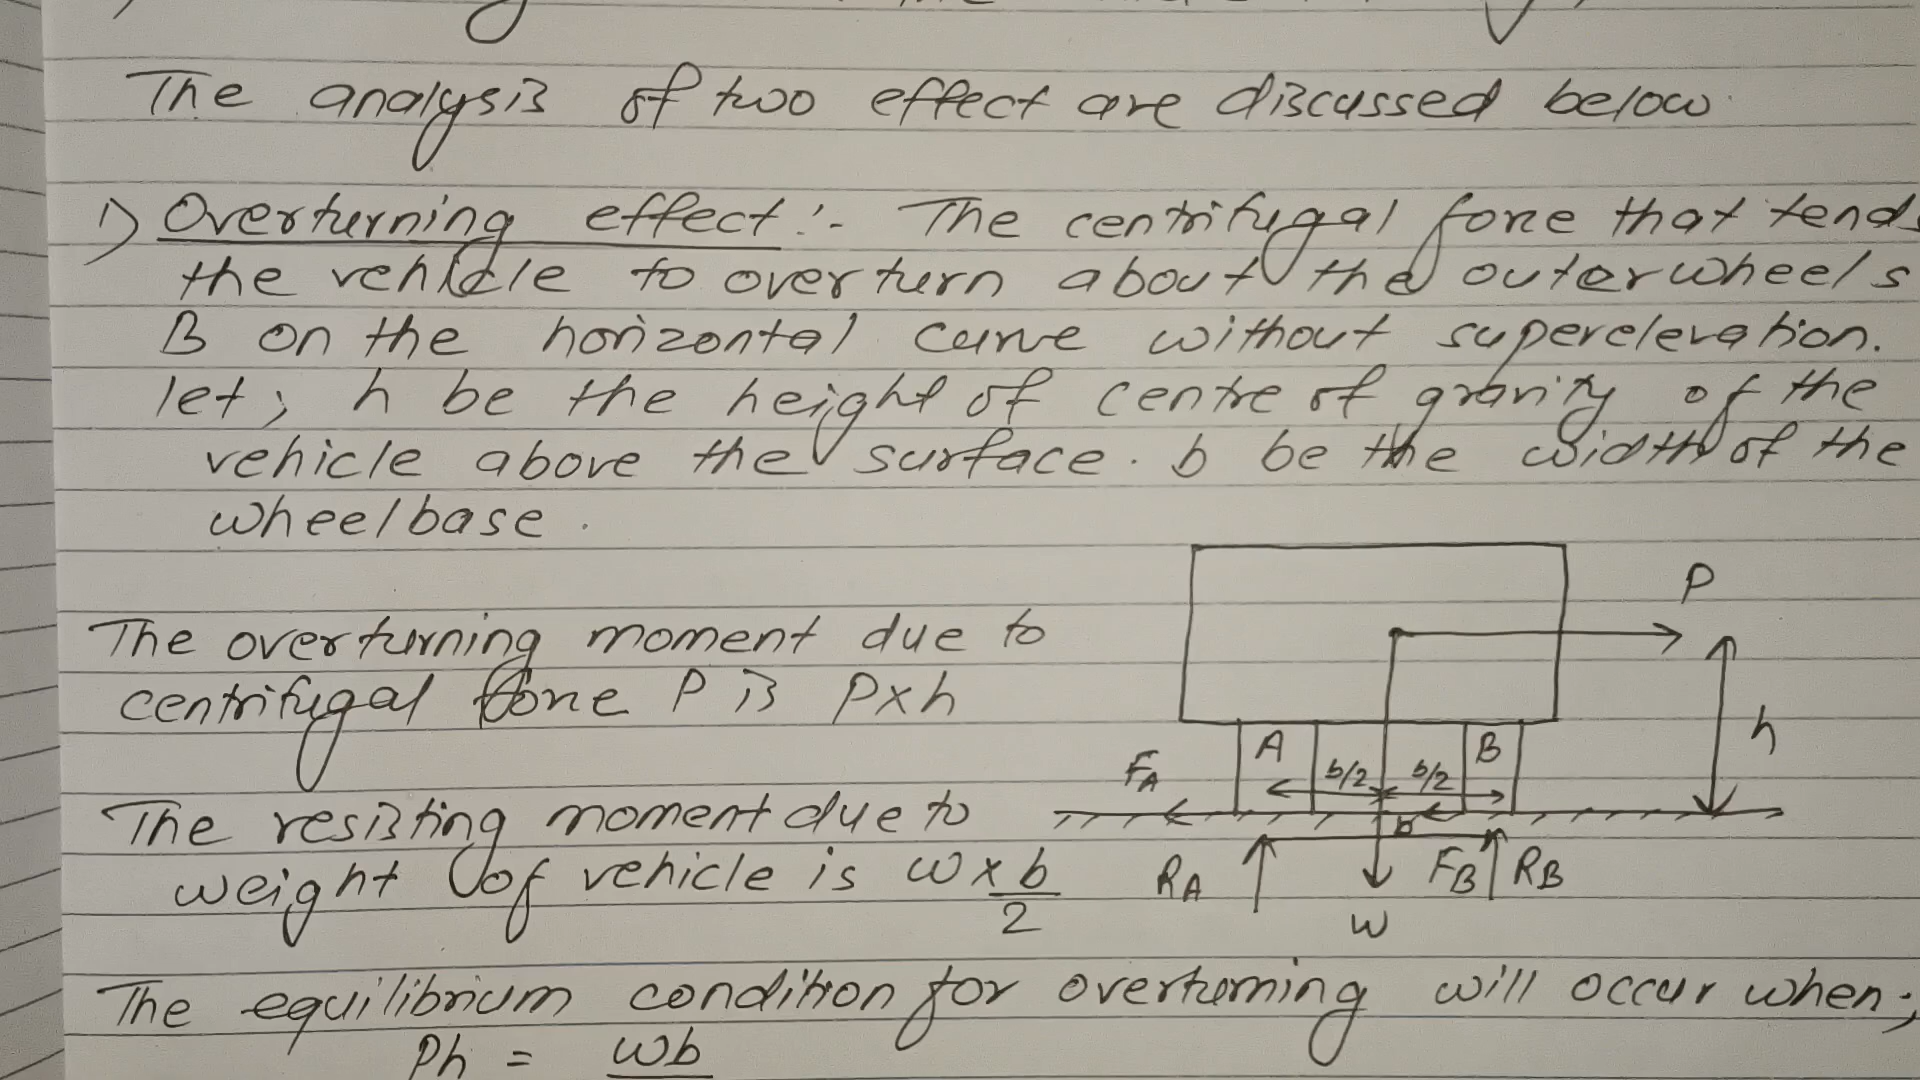 The analysis of two effect are discussed below.
1) Overturning effect :- The centrifugal force that tends
the vehicle to overturn about the outer wheels
B on the horizontal curve without superelevation.
let, h be the height of centre of gravity of the
vehicle above the surface. b be the width of the
wheelbase.
The overturning moment due to
centrifugal force P is P×h
The resisting moment due to
weight of vehicle is w × b/2
P
h
A
B
b/2
b/2
FA
b
RA
FB
RB
W
The equilibrium condition for overturning will occur when;
Ph = wb